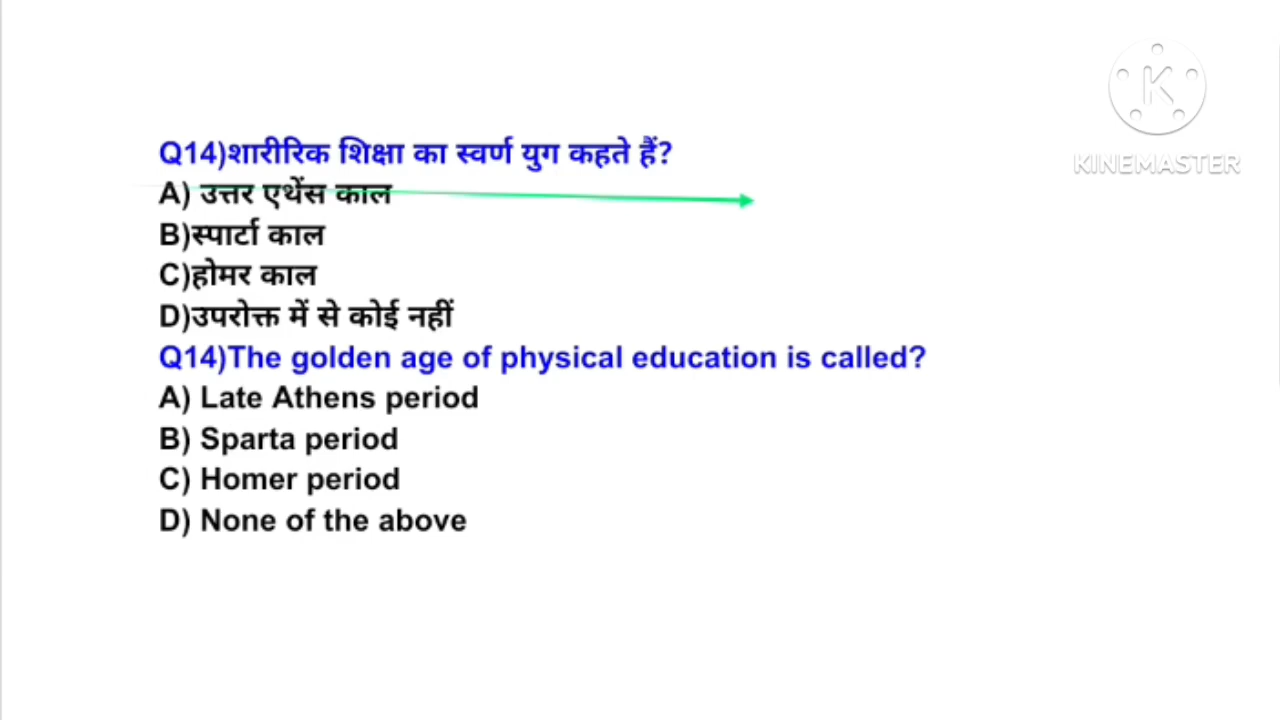 Q14)शारीरिक शिक्षा का स्वर्ण युग कहते हैं?
A) उत्तर एथेंस काल
B)स्पार्टा काल
C)होमर काल
D)उपरोक्त में से कोई नहीं
Q14)The golden age of physical education is called?
A) Late Athens period
B) Sparta period
C) Homer period
D) None of the above
K
KINEMASTER